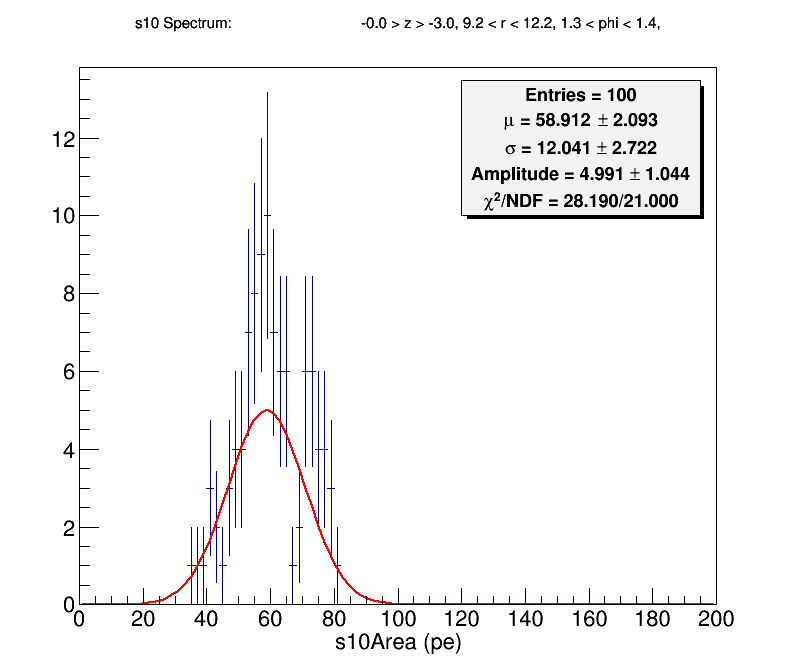 s10 Spectrum: -0.0 > z > -3.0, 9.2 < r < 12.2, 1.3 < phi < 1.4,
Entries = 100
μ = 58.912 ± 2.093
σ = 12.041 ± 2.722
Amplitude = 4.991 ± 1.044
χ²/NDF = 28.190/21.000
12
10
8
6
4
2
0
0 20 40 60 80 100 120 140 160 180 200
s10Area (pe)